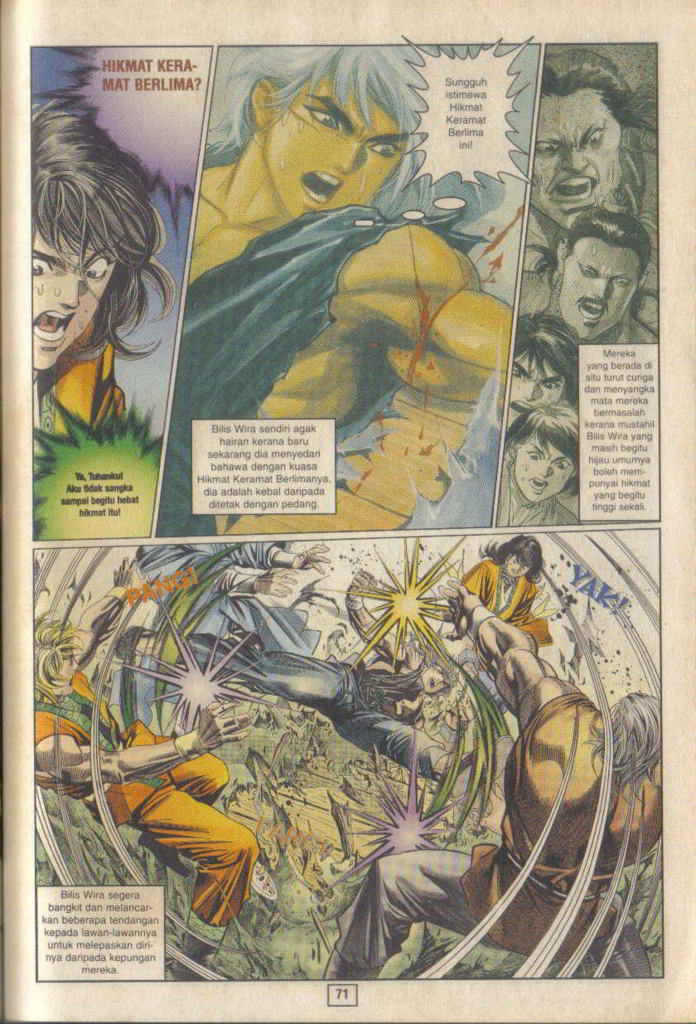 HIKMAT KERA-
MAT BERLIMA?
Sungguh
istimewa
Hikmat
Keramat
Berlima
ini!
Ya, Tuhanku!
Aku tidak sangka
sampai begitu hebat
hikmat itu!
Bilis Wira sendiri agak
hairan kerana baru
sekarang dia menyedari
bahawa dengan kuasa
Hikmat Keramat Berlimanya,
dia adalah kebal daripada
ditetak dengan pedang.
Mereka
yang berada di
situ turut curiga
dan menyangka
mata mereka
bermasalah
kerana mustahil
Bilis Wira yang
masih begitu
hijau umurnya
boleh mem-
punyai hikmat
yang begitu
tinggi sekali.
PANG!
YAK!
Bilis Wira segera
bangkit dan melancar-
kan beberapa tendangan
kepada lawan-lawannya
untuk melepaskan diri-
nya daripada kepungan
mereka.
71